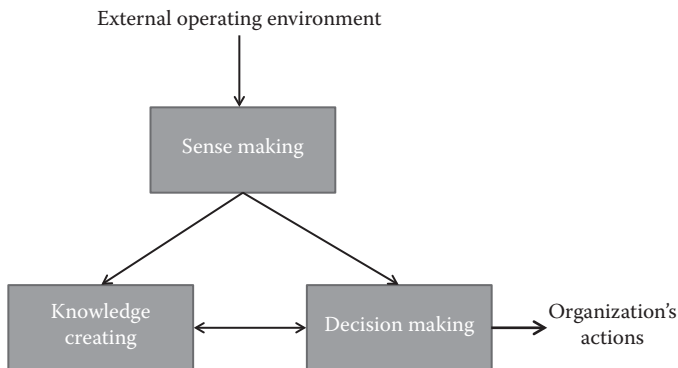 External operating environment
Sense making
Knowledge
creating
Decision making
Organization's
actions